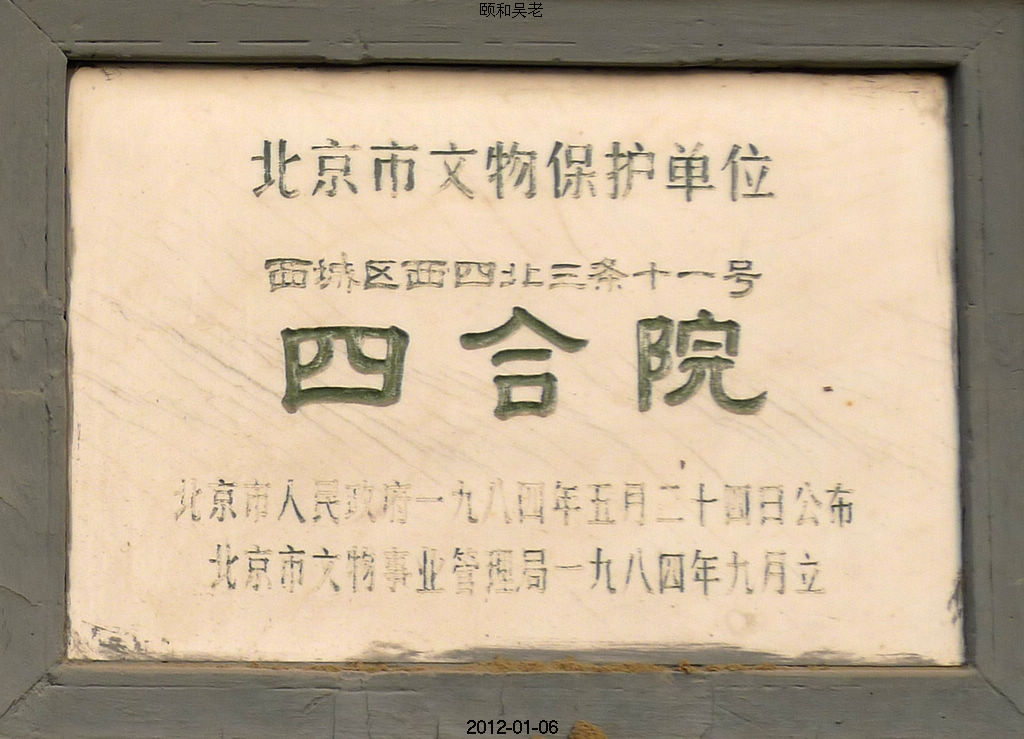 颐和吴老
北京市文物保护单位
西城区西四北三条十一号
四合院
北京市人民政府一九八四年五月二十四日公布
北京市文物事业管理局一九八四年九月立
2012-01-06